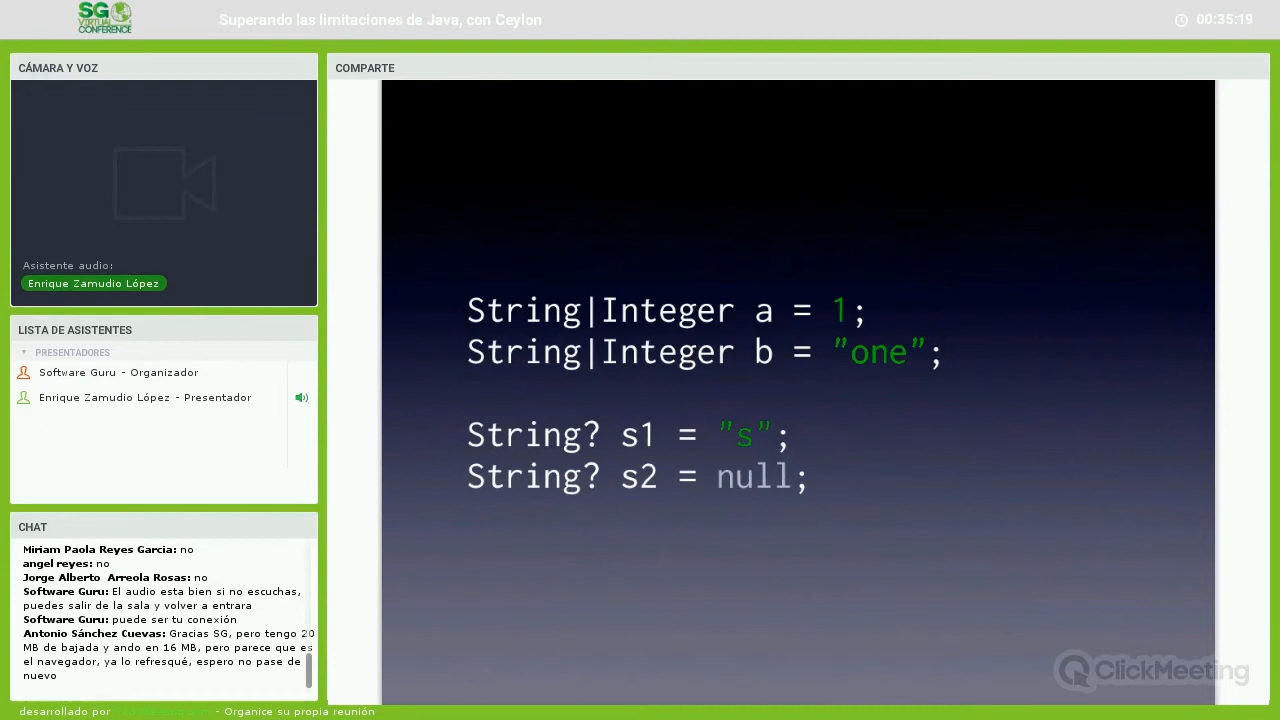 SG
VIRTUAL
CONFERENCE
Superando las limitaciones de Java, con Ceylon
00:35:19
CÁMARA Y VOZ
Asistente audio:
Enrique Zamudio López
LISTA DE ASISTENTES
PRESENTADORES
Software Guru - Organizador
Enrique Zamudio López - Presentador
CHAT
Miriam Paola Reyes Garcia: no
angel reyes: no
Jorge Alberto Arreola Rosas: no
Software Guru: El audio esta bien si no escuchas,
puedes salir de la sala y volver a entrara
Software Guru: puede ser tu conexión
Antonio Sánchez Cuevas: Gracias SG, pero tengo 20
MB de bajada y ando en 16 MB, pero parece que es
el navegador, ya lo refresqué, espero no pase de
nuevo
COMPARTE
String|Integer a = 1;
String|Integer b = "one";
String? s1 = "s";
String? s2 = null;
ClickMeeting
desarrollado por - Organice su propia reunión